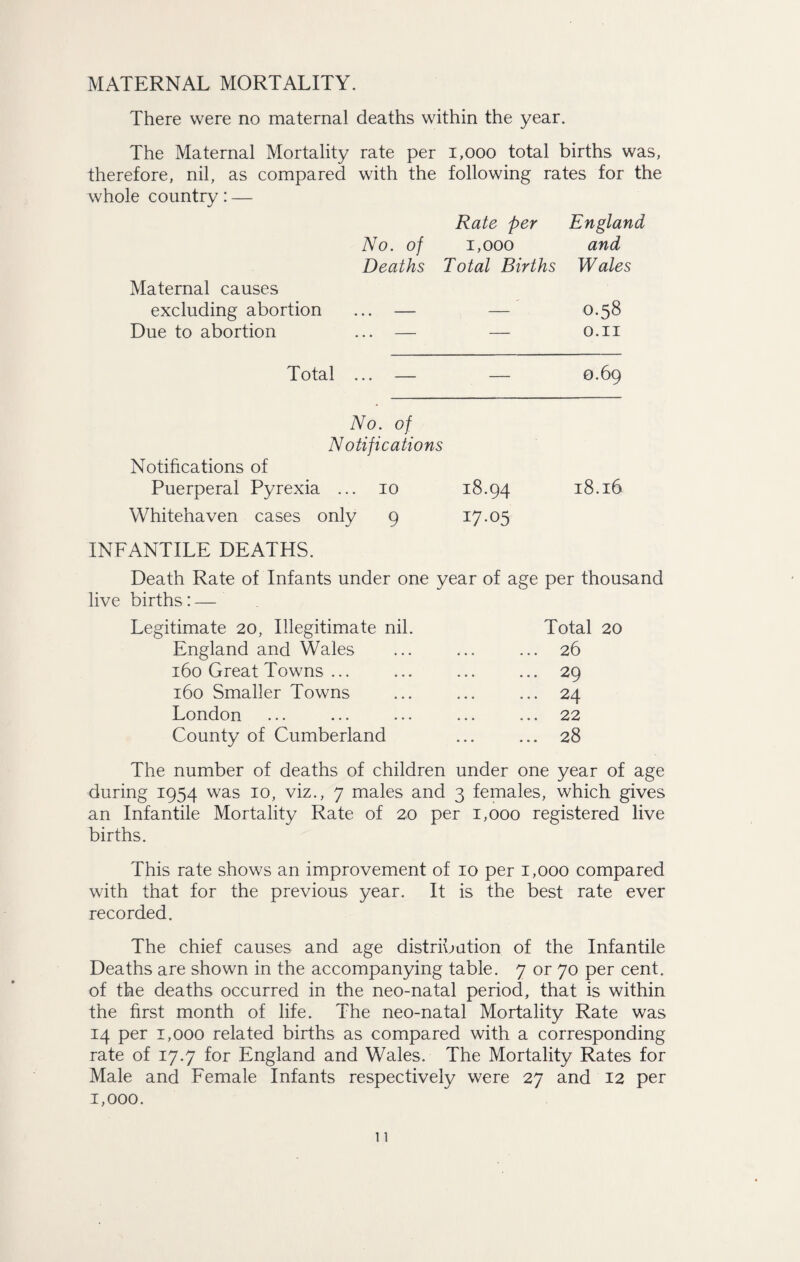 MATERNAL MORTALITY.
There were no maternal deaths within the year.
The Maternal Mortality rate per 1,000 total births was,
therefore, nil, as compared with the following rates for the
whole country: —
Rate per England
No. of 1,000 and
Deaths Total Births Wales
Maternal causes
excluding abortion ... — — 0.58
Due to abortion ... — — 0.11
Total ... — — 0.69
No. of
Notifications
Notifications of
Puerperal Pyrexia ... 10 18.94 18.16
Whitehaven cases only 9 17.05
INFANTILE DEATHS.
Death Rate of Infants under one year of age per thousand
live births: —
Legitimate 20, Illegitimate nil. Total 20
England and Wales ... ... ... 26
160 Great Towns ... ... ... ... 29
160 Smaller Towns ... ... ... 24
London ... ... ... ... ... 22
County of Cumberland ... ... 28
The number of deaths of children under one year of age
during 1954 was 10, viz., 7 males and 3 females, which gives
an Infantile Mortality Rate of 20 per 1,000 registered live
births.
This rate shows an improvement of 10 per 1,000 compared
with that for the previous year. It is the best rate ever
recorded.
The chief causes and age distribution of the Infantile
Deaths are shown in the accompanying table. 7 or 70 per cent.
of the deaths occurred in the neo-natal period, that is within
the first month of life. The neo-natal Mortality Rate was
14 per 1,000 related births as compared with a corresponding
rate of 17.7 for England and Wales. The Mortality Rates for
Male and Female Infants respectively were 27 and 12 per
1,000.
11